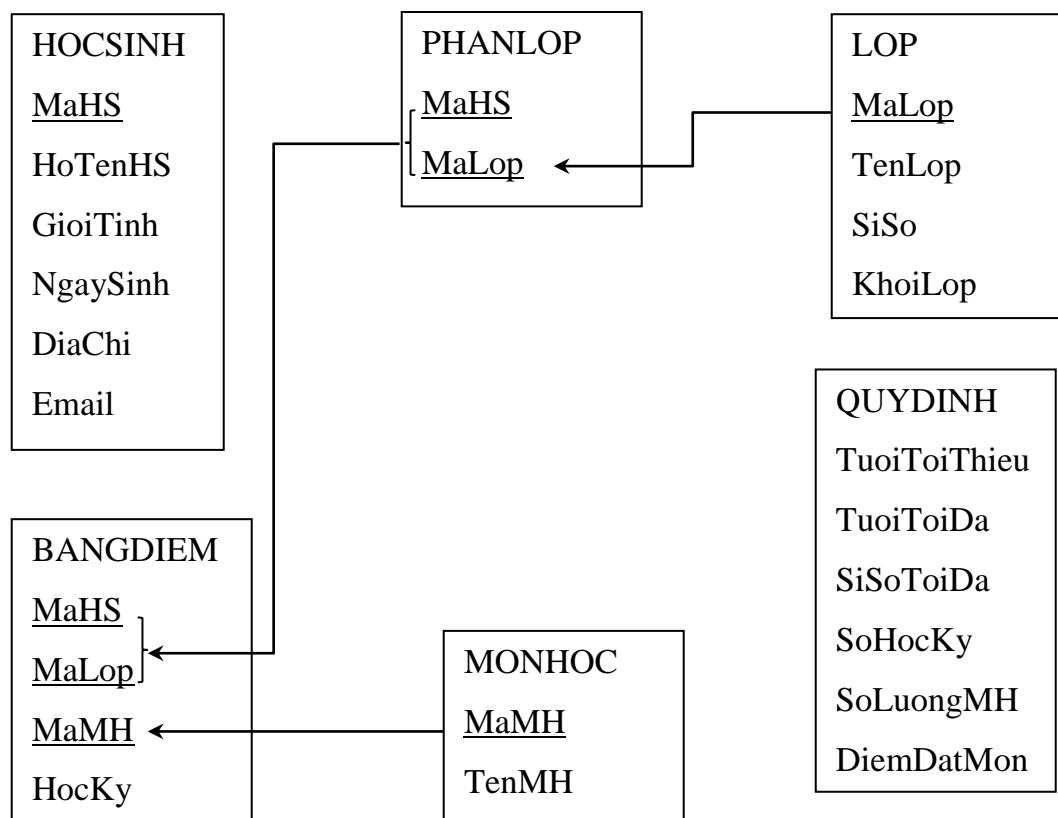 HOCSINH
MaHS
HoTenHS
GioiTinh
NgaySinh
DiaChi
Email
PHANLOP
MaHS
MaLop
LOP
MaLop
TenLop
SiSo
KhoiLop
QUYDINH
TuoiToiThieu
TuoiToiDa
SiSoToiDa
SoHocKy
SoLuongMH
DiemDatMon
BANGDIEM
MaHS
MaLop
MaMH
HocKy
MONHOC
MaMH
TenMH